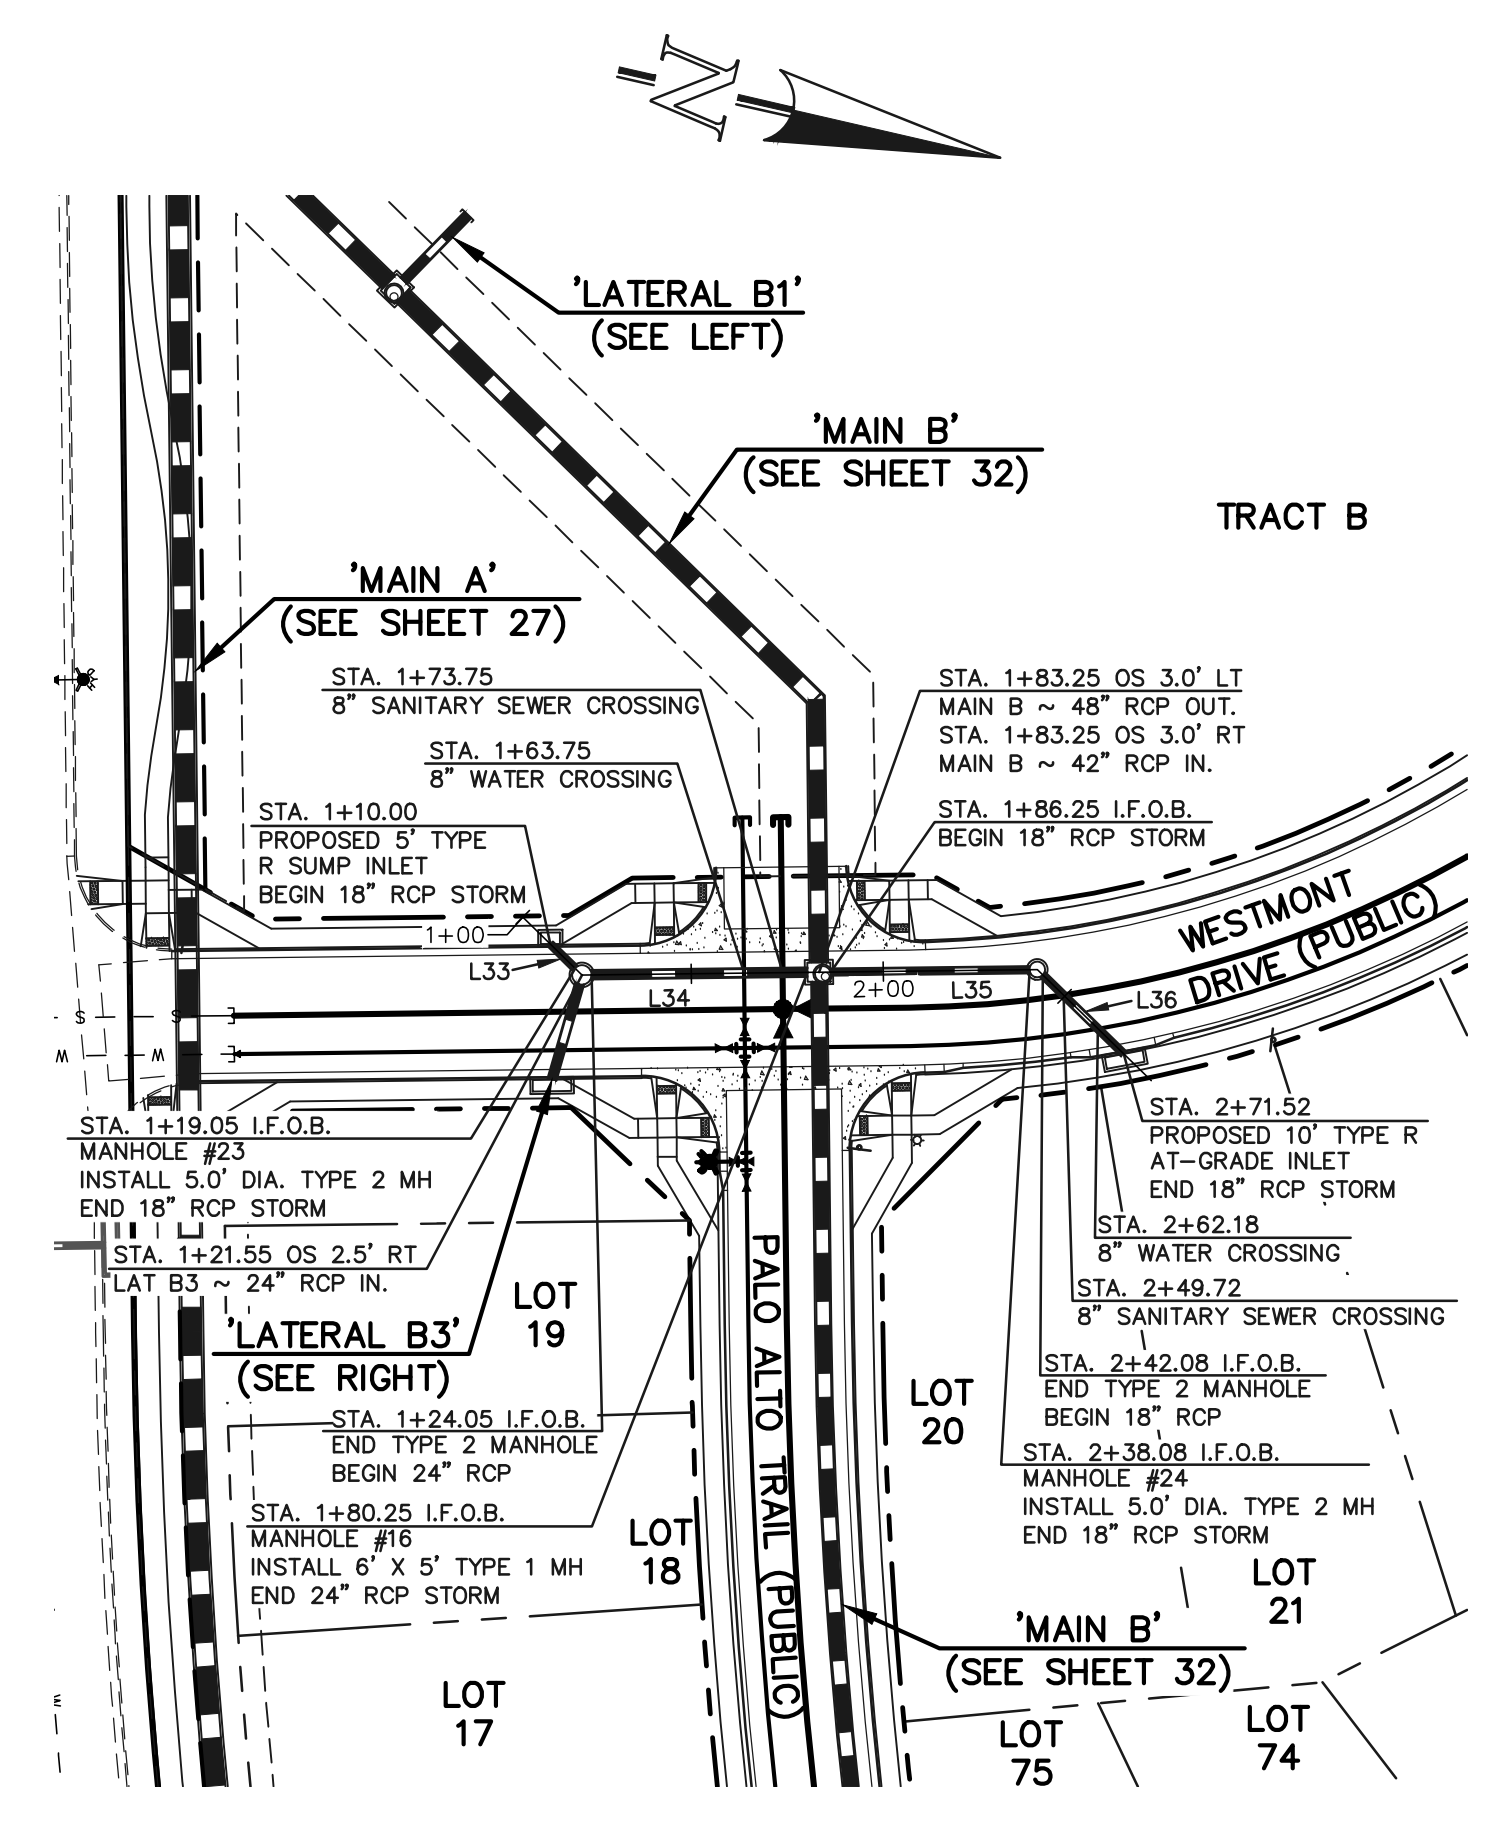 N
'LATERAL B1'
(SEE LEFT)
'MAIN B'
(SEE SHEET 32)
TRACT B
'MAIN A'
(SEE SHEET 27)
STA. 1+73.75
8" SANITARY SEWER CROSSING
STA. 1+63.75
8" WATER CROSSING
STA. 1+10.00
PROPOSED 5' TYPE
R SUMP INLET
BEGIN 18" RCP STORM
STA. 1+83.25 OS 3.0' LT
MAIN B ~ 48" RCP OUT.
STA. 1+83.25 OS 3.0' RT
MAIN B ~ 42" RCP IN.
STA. 1+86.25 I.F.O.B.
BEGIN 18" RCP STORM
WESTMONT
DRIVE (PUBLIC)
1+00
L33
L34
2+00
L35
L36
S
S
W
W
STA. 1+19.05 I.F.O.B.
MANHOLE #23
INSTALL 5.0' DIA. TYPE 2 MH
END 18" RCP STORM
STA. 1+21.55 OS 2.5' RT
LAT B3 ~ 24" RCP IN.
'LATERAL B3'
(SEE RIGHT)
STA. 1+24.05 I.F.O.B.
END TYPE 2 MANHOLE
BEGIN 24" RCP
STA. 1+80.25 I.F.O.B.
MANHOLE #16
INSTALL 6' X 5' TYPE 1 MH
END 24" RCP STORM
LOT
19
LOT
18
LOT
17
W
PALO ALTO TRAIL (PUBLIC)
STA. 2+71.52
PROPOSED 10' TYPE R
AT-GRADE INLET
END 18" RCP STORM
STA. 2+62.18
8" WATER CROSSING
STA. 2+49.72
8" SANITARY SEWER CROSSING
STA. 2+42.08 I.F.O.B.
END TYPE 2 MANHOLE
BEGIN 18" RCP
STA. 2+38.08 I.F.O.B.
MANHOLE #24
INSTALL 5.0' DIA. TYPE 2 MH
END 18" RCP STORM
LOT
20
LOT
21
'MAIN B'
(SEE SHEET 32)
LOT
75
LOT
74